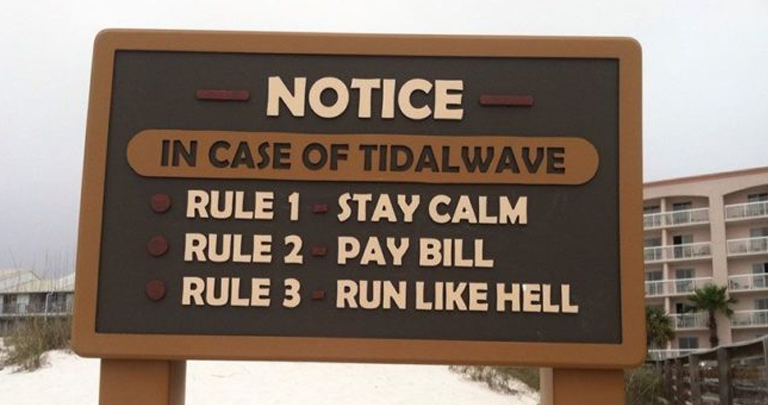 NOTICE
IN CASE OF TIDALWAVE
RULE 1 - STAY CALM
RULE 2 - PAY BILL
RULE 3 - RUN LIKE HELL